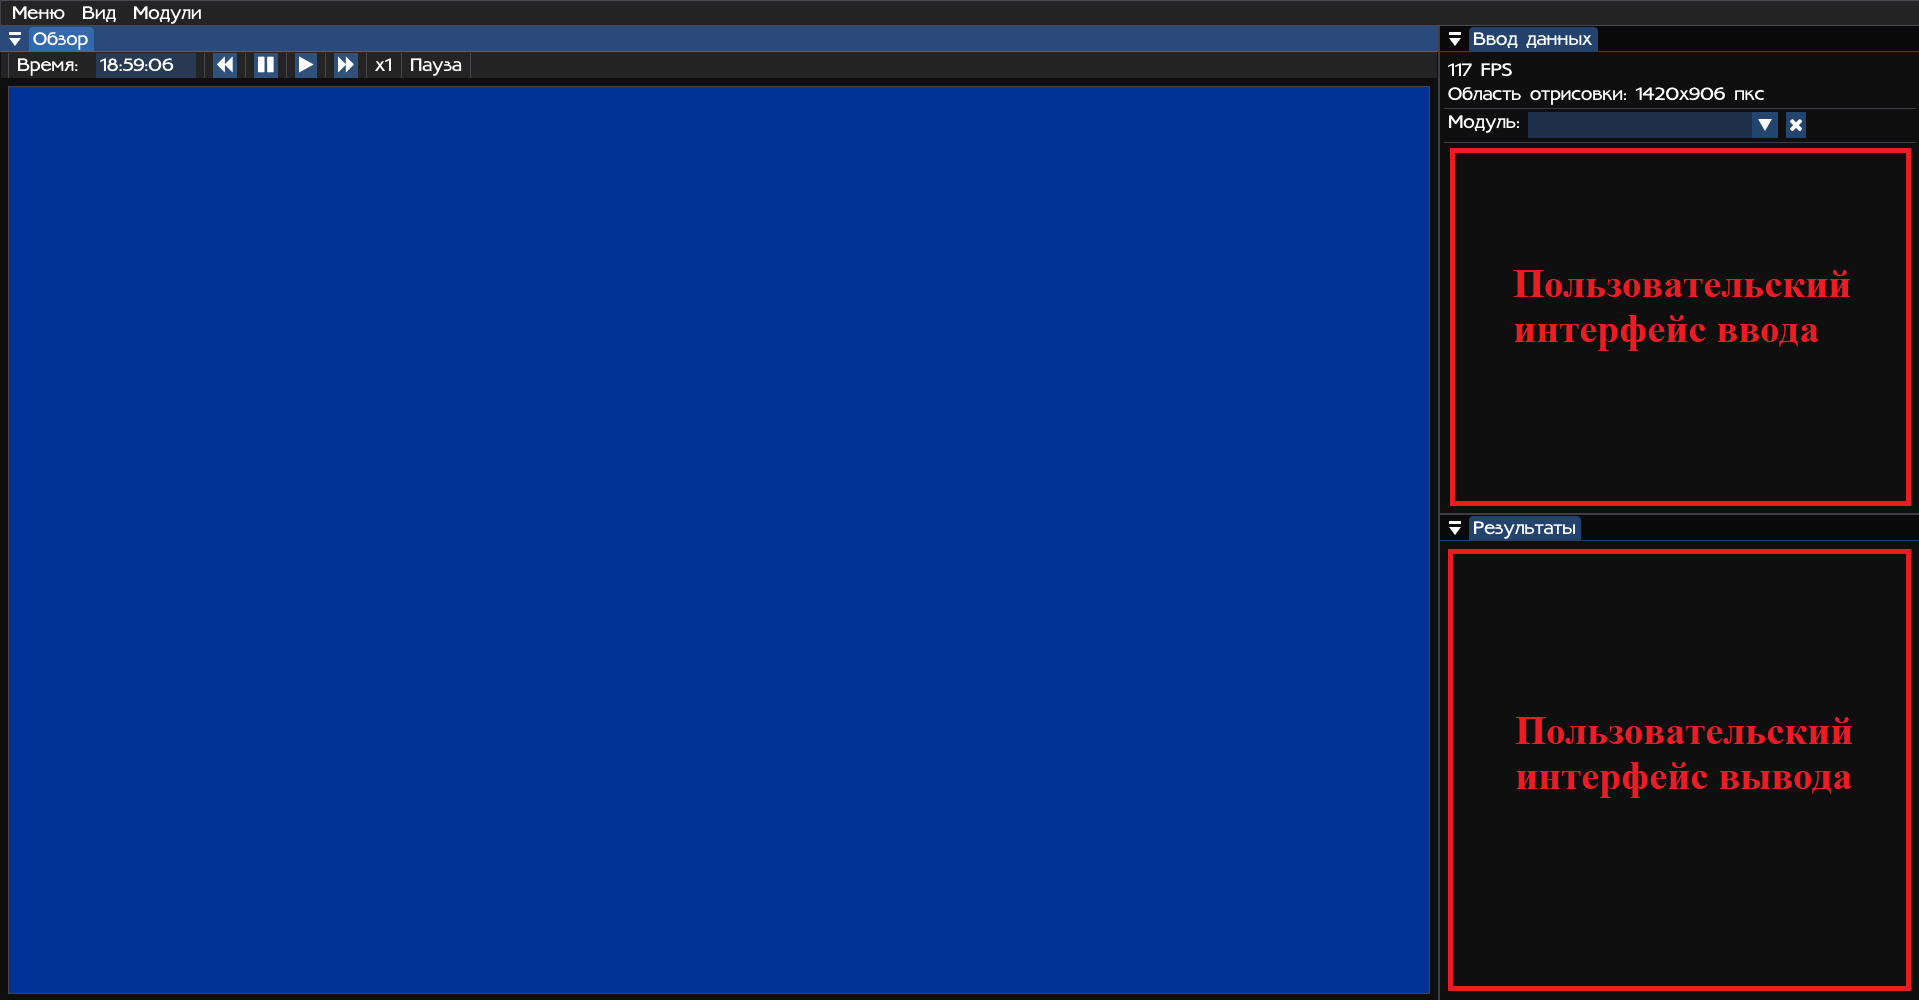 Меню Вид Модули
Обзор
Время: 18:59:06 x1 Пауза
Ввод данных
117 FPS
Область отрисовки: 1420x906 пкс
Модуль:
Пользовательский
интерфейс ввода
Результаты
Пользовательский
интерфейс вывода